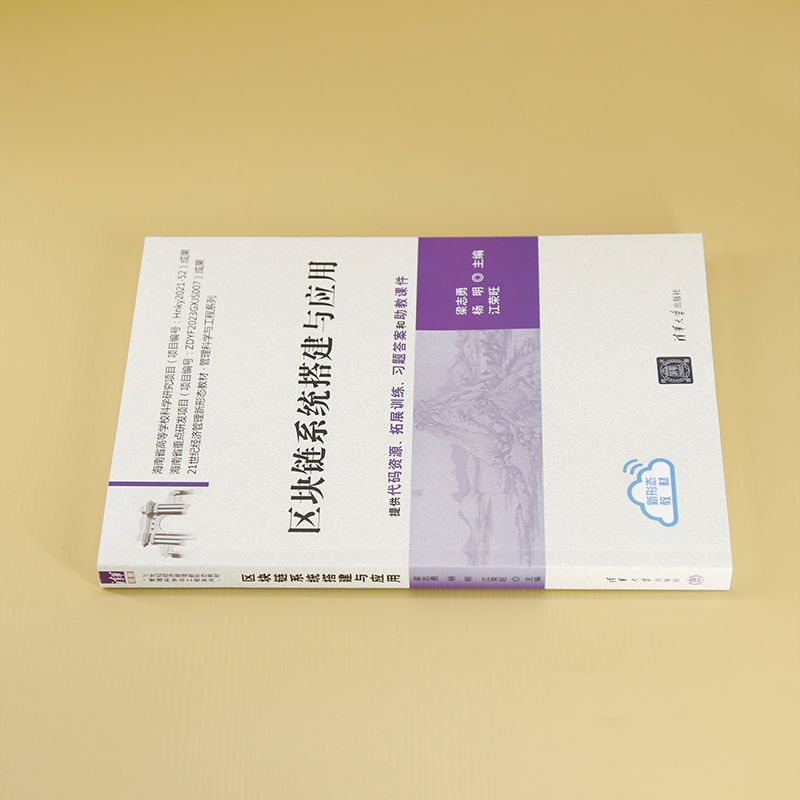 海南省高等学校科学研究项目（项目编号：Hnky2021-52）成果
海南省重点研发项目（项目编号：ZDYF2023GXJS007）成果
21世纪经济管理新形态教材·管理科学与工程系列
区块链系统搭建与应用
提供代码资源、拓展训练、习题答案和助教课件
梁志勇
杨 明 ◎ 主编
江荣旺
清华大学出版社
新形态
教 材
区块链系统搭建与应用
梁志勇 杨 明 江荣旺 ◎ 主编
清华大学出版社